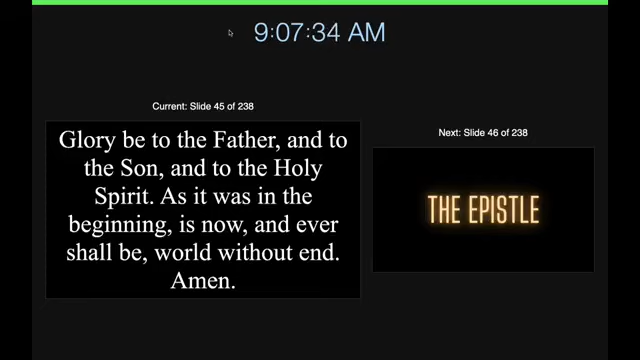 9:07:34 AM
Current: Slide 45 of 238
Glory be to the Father, and to
the Son, and to the Holy
Spirit. As it was in the
beginning, is now, and ever
shall be, world without end.
Amen.
Next: Slide 46 of 238
THE EPISTLE